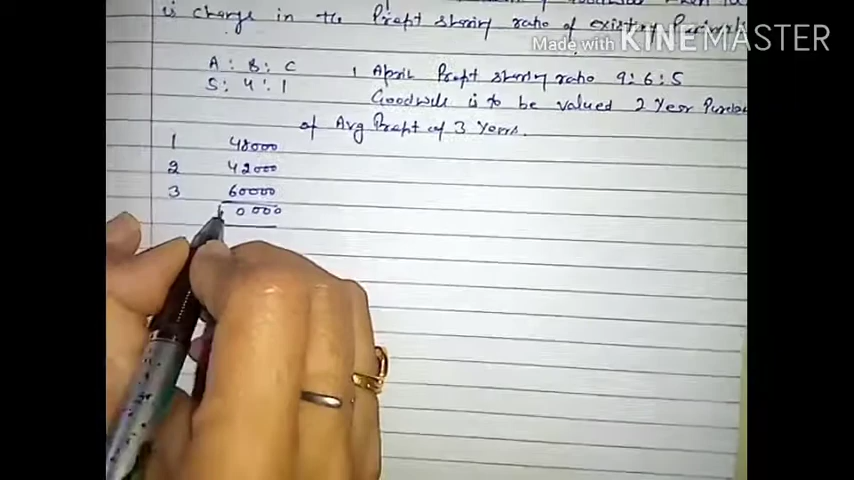 is charge in the Profit sharing ratio of existing
Made with KINEMASTER
A : B : C 1 April Profit sharing ratio 9:6:5
5 : 4 : 1 Goodwill is to be valued 2 Year
of Avg Profit of 3 Years.
1 48000
2 42000
3 60000
0000